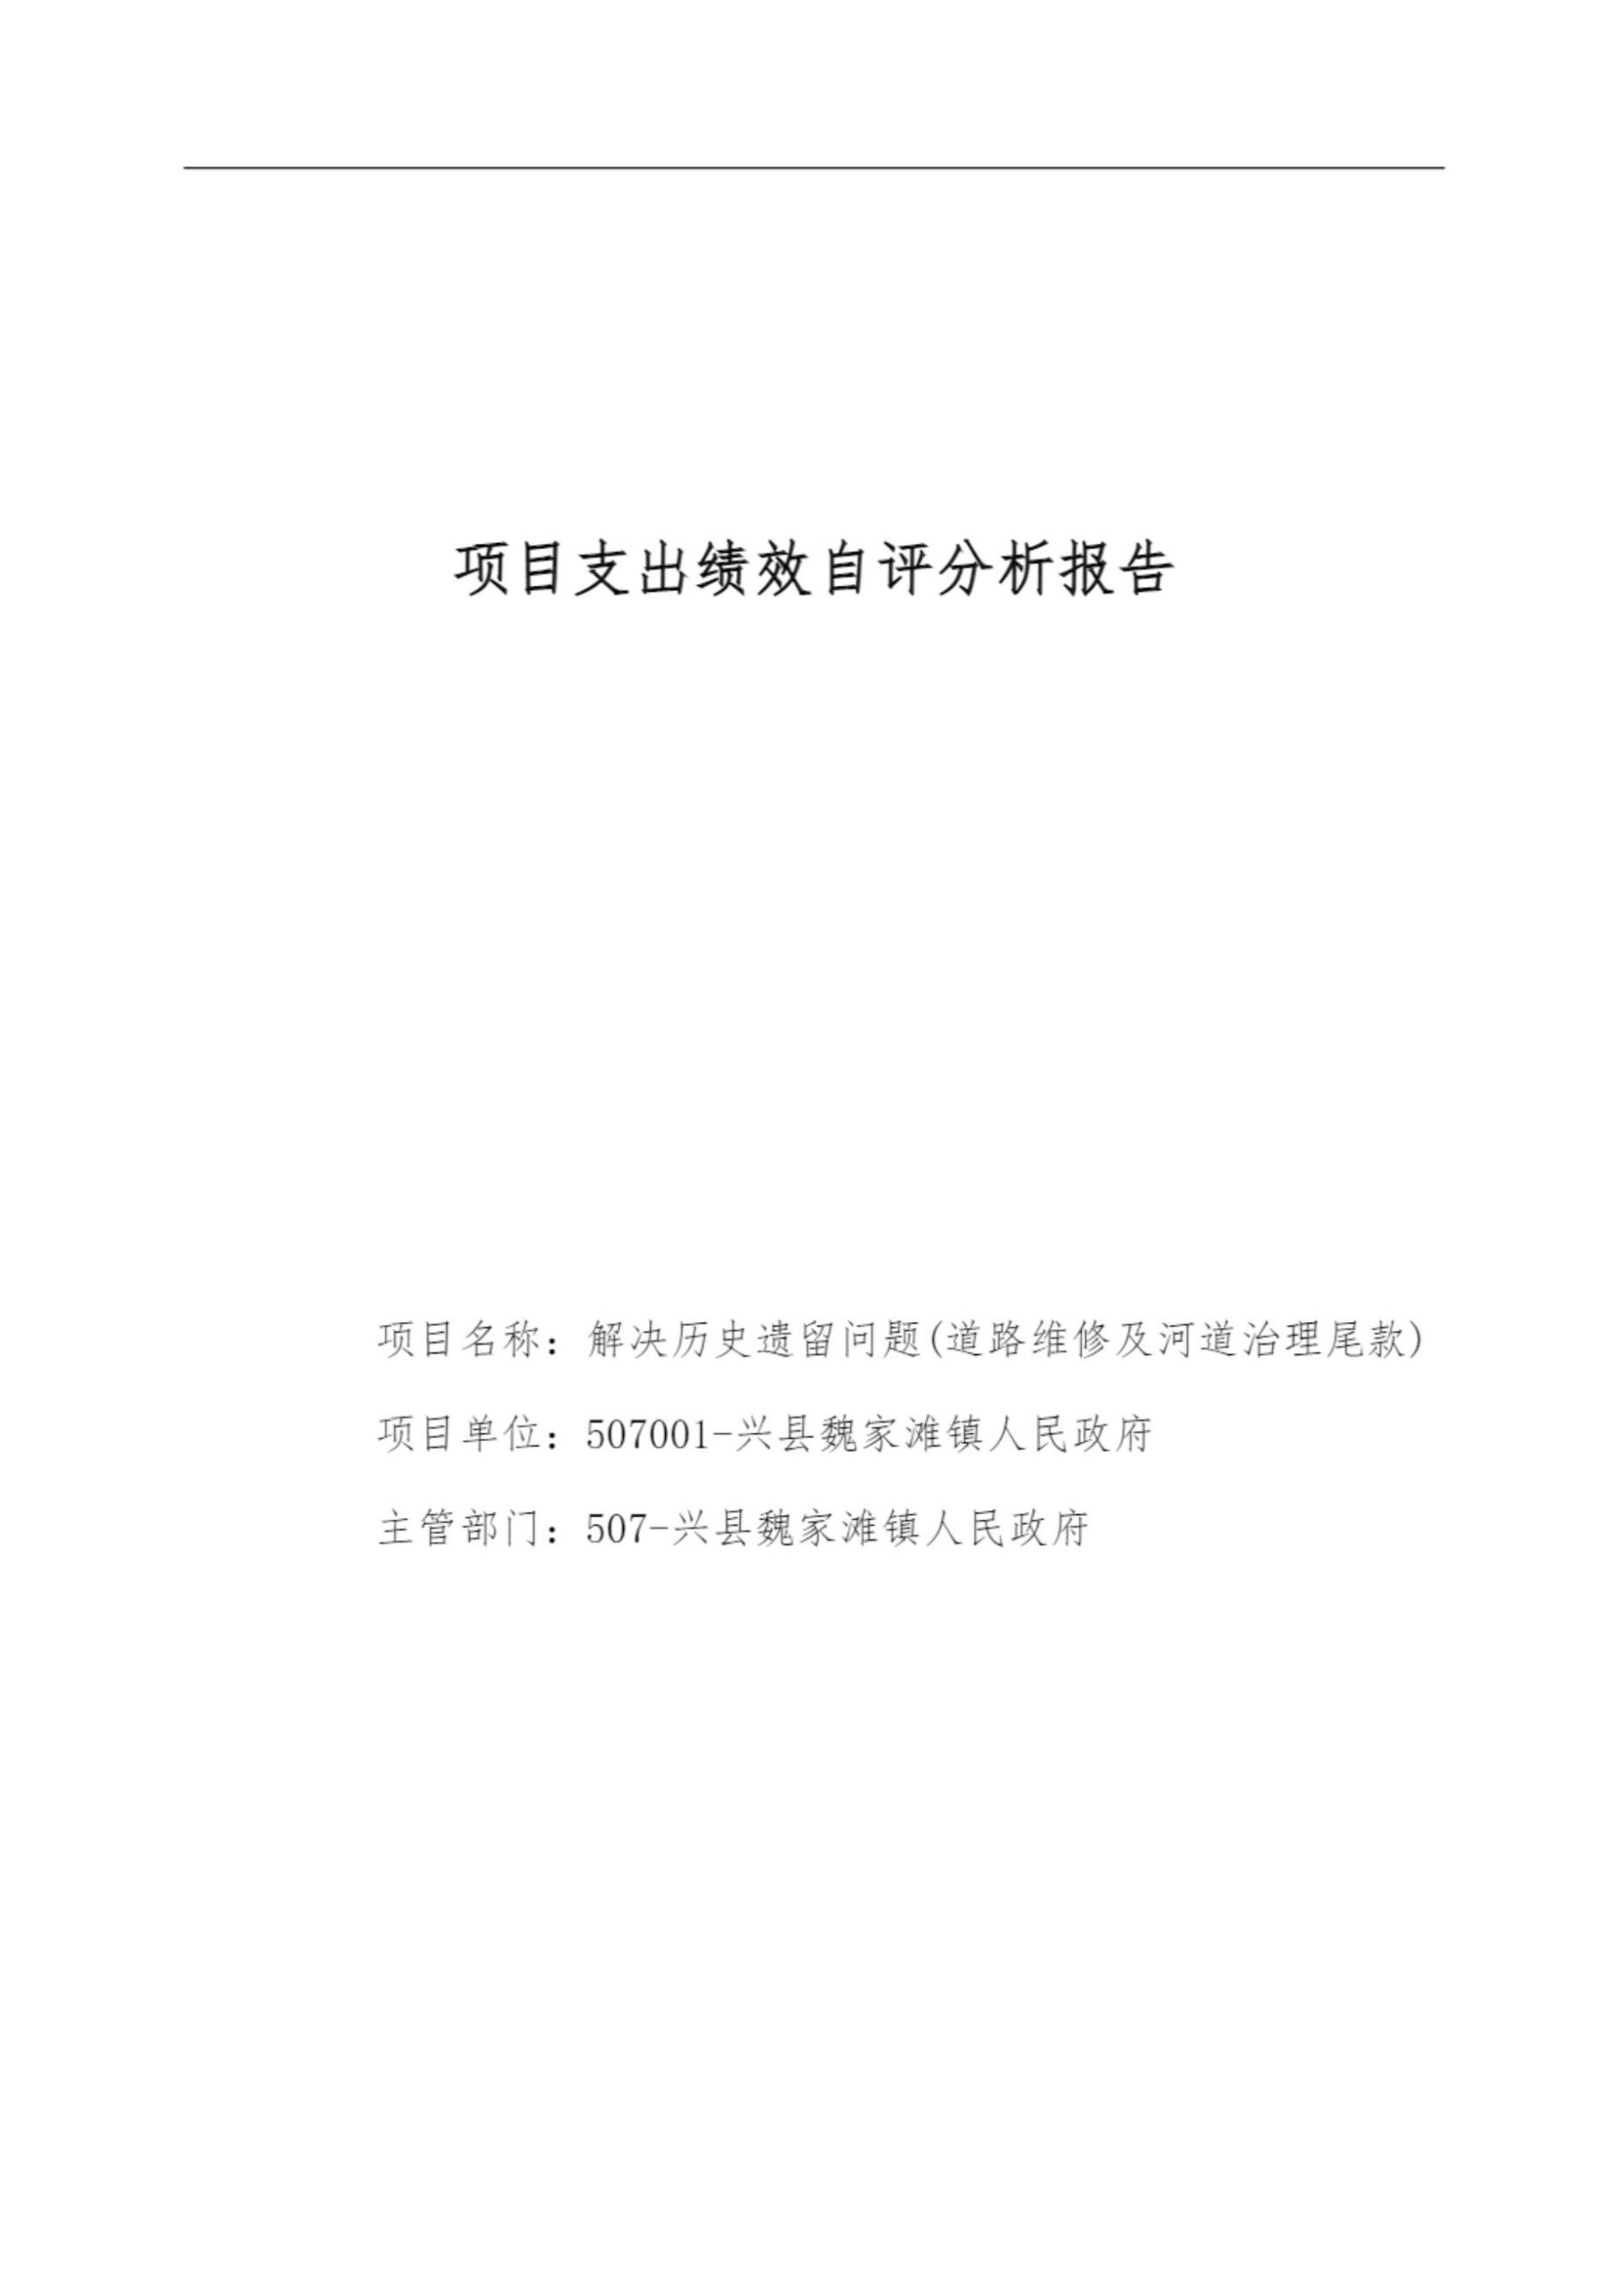 项目支出绩效自评分析报告
项目名称：解决历史遗留问题(道路维修及河道治理尾款)
项目单位：507001-兴县魏家滩镇人民政府
主管部门：507-兴县魏家滩镇人民政府